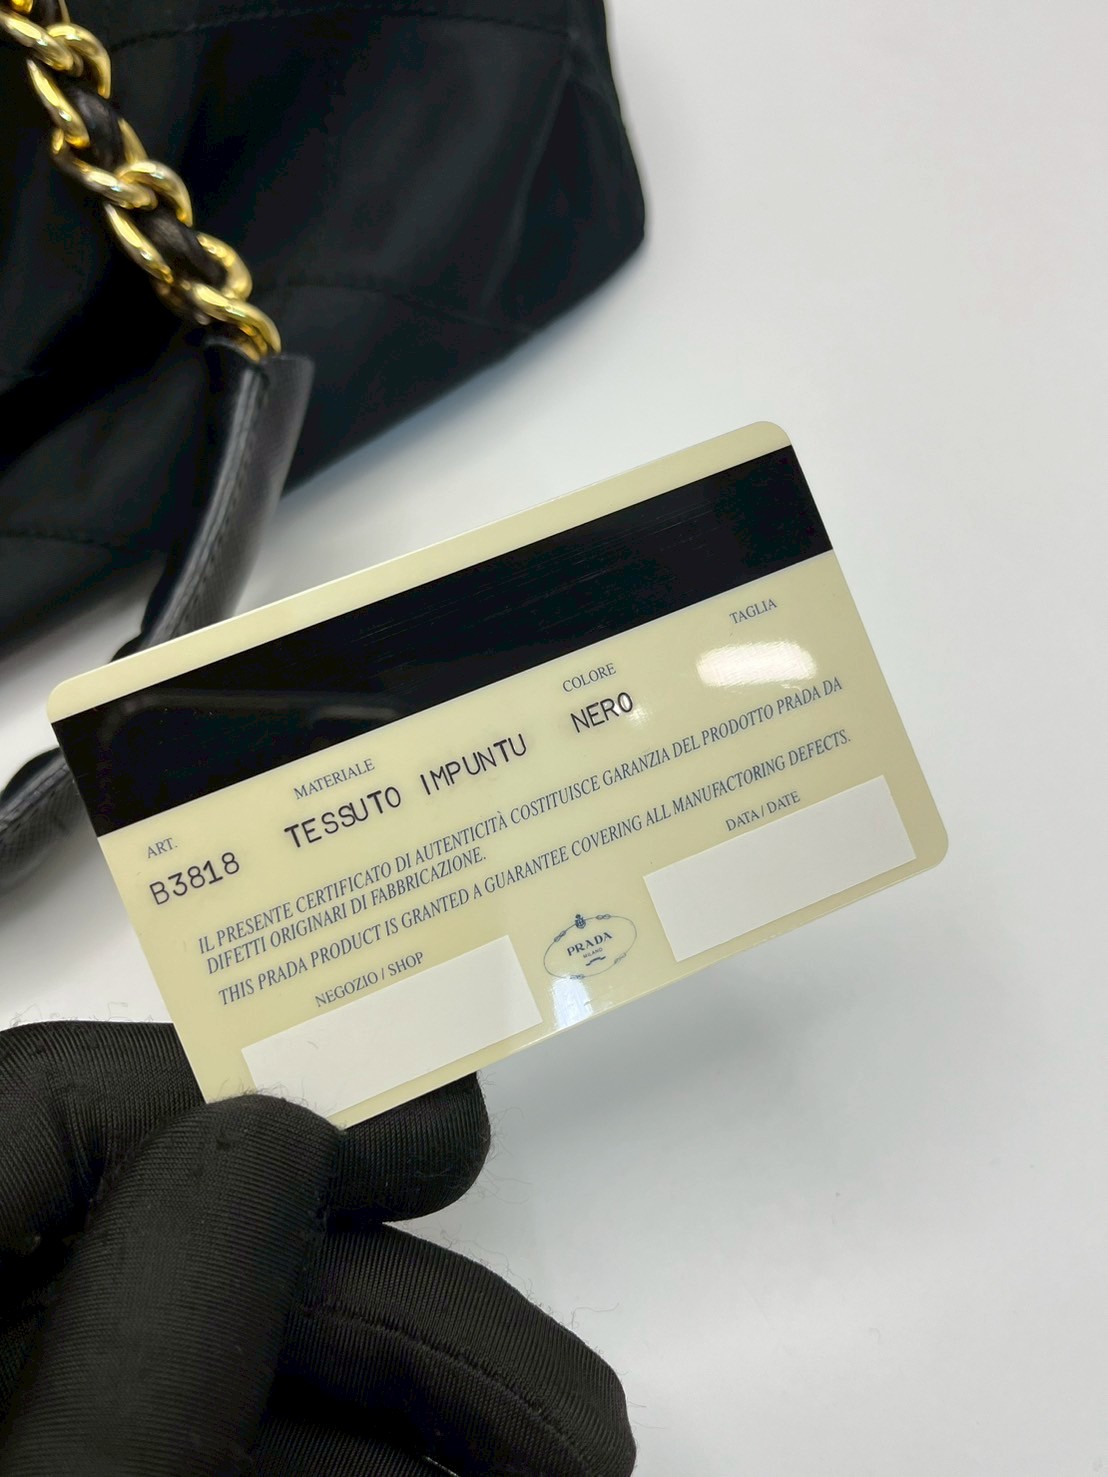 TAGLIA
COLORE
NERO
MATERIALE
TESSUTO IMPUNTU
ART.
B3818
IL PRESENTE CERTIFICATO DI AUTENTICITÀ COSTITUISCE GARANZIA DEL PRODOTTO PRADA DA
DIFETTI ORIGINARI DI FABBRICAZIONE.
THIS PRADA PRODUCT IS GRANTED A GUARANTEE COVERING ALL MANUFACTORING DEFECTS.
NEGOZIO / SHOP
DATA / DATE
PRADA
MILANO